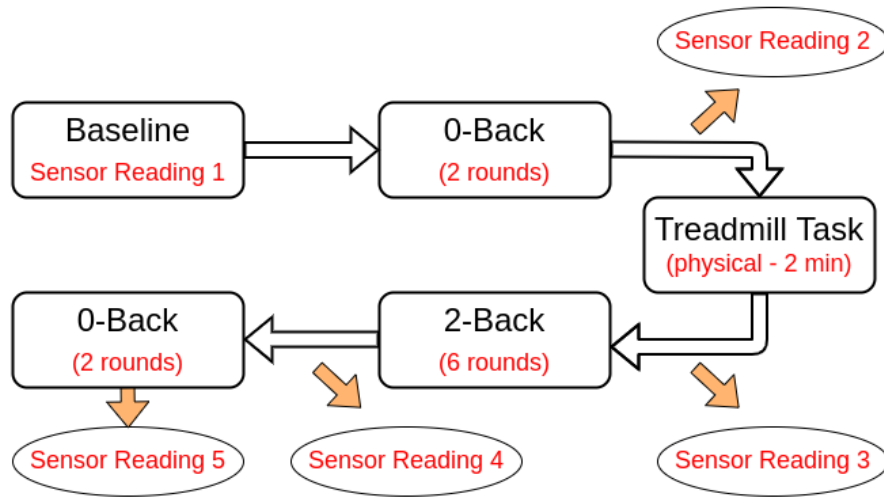 Sensor Reading 2
Baseline
Sensor Reading 1
0-Back
(2 rounds)
Treadmill Task
(physical - 2 min)
2-Back
(6 rounds)
0-Back
(2 rounds)
Sensor Reading 5
Sensor Reading 4
Sensor Reading 3